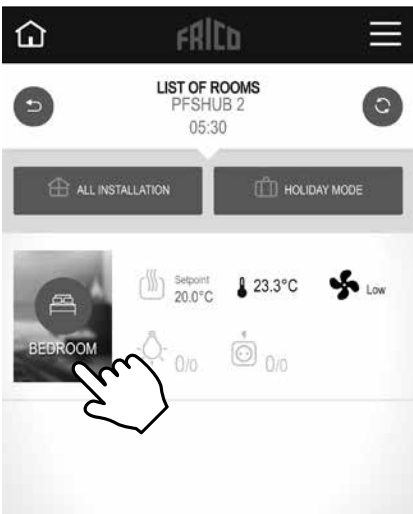 FRICO
LIST OF ROOMS
PFSHUB 2
05:30
ALL INSTALLATION
HOLIDAY MODE
Setpoint
20.0°C
23.3°C
Low
BEDROOM
0/0
0/0